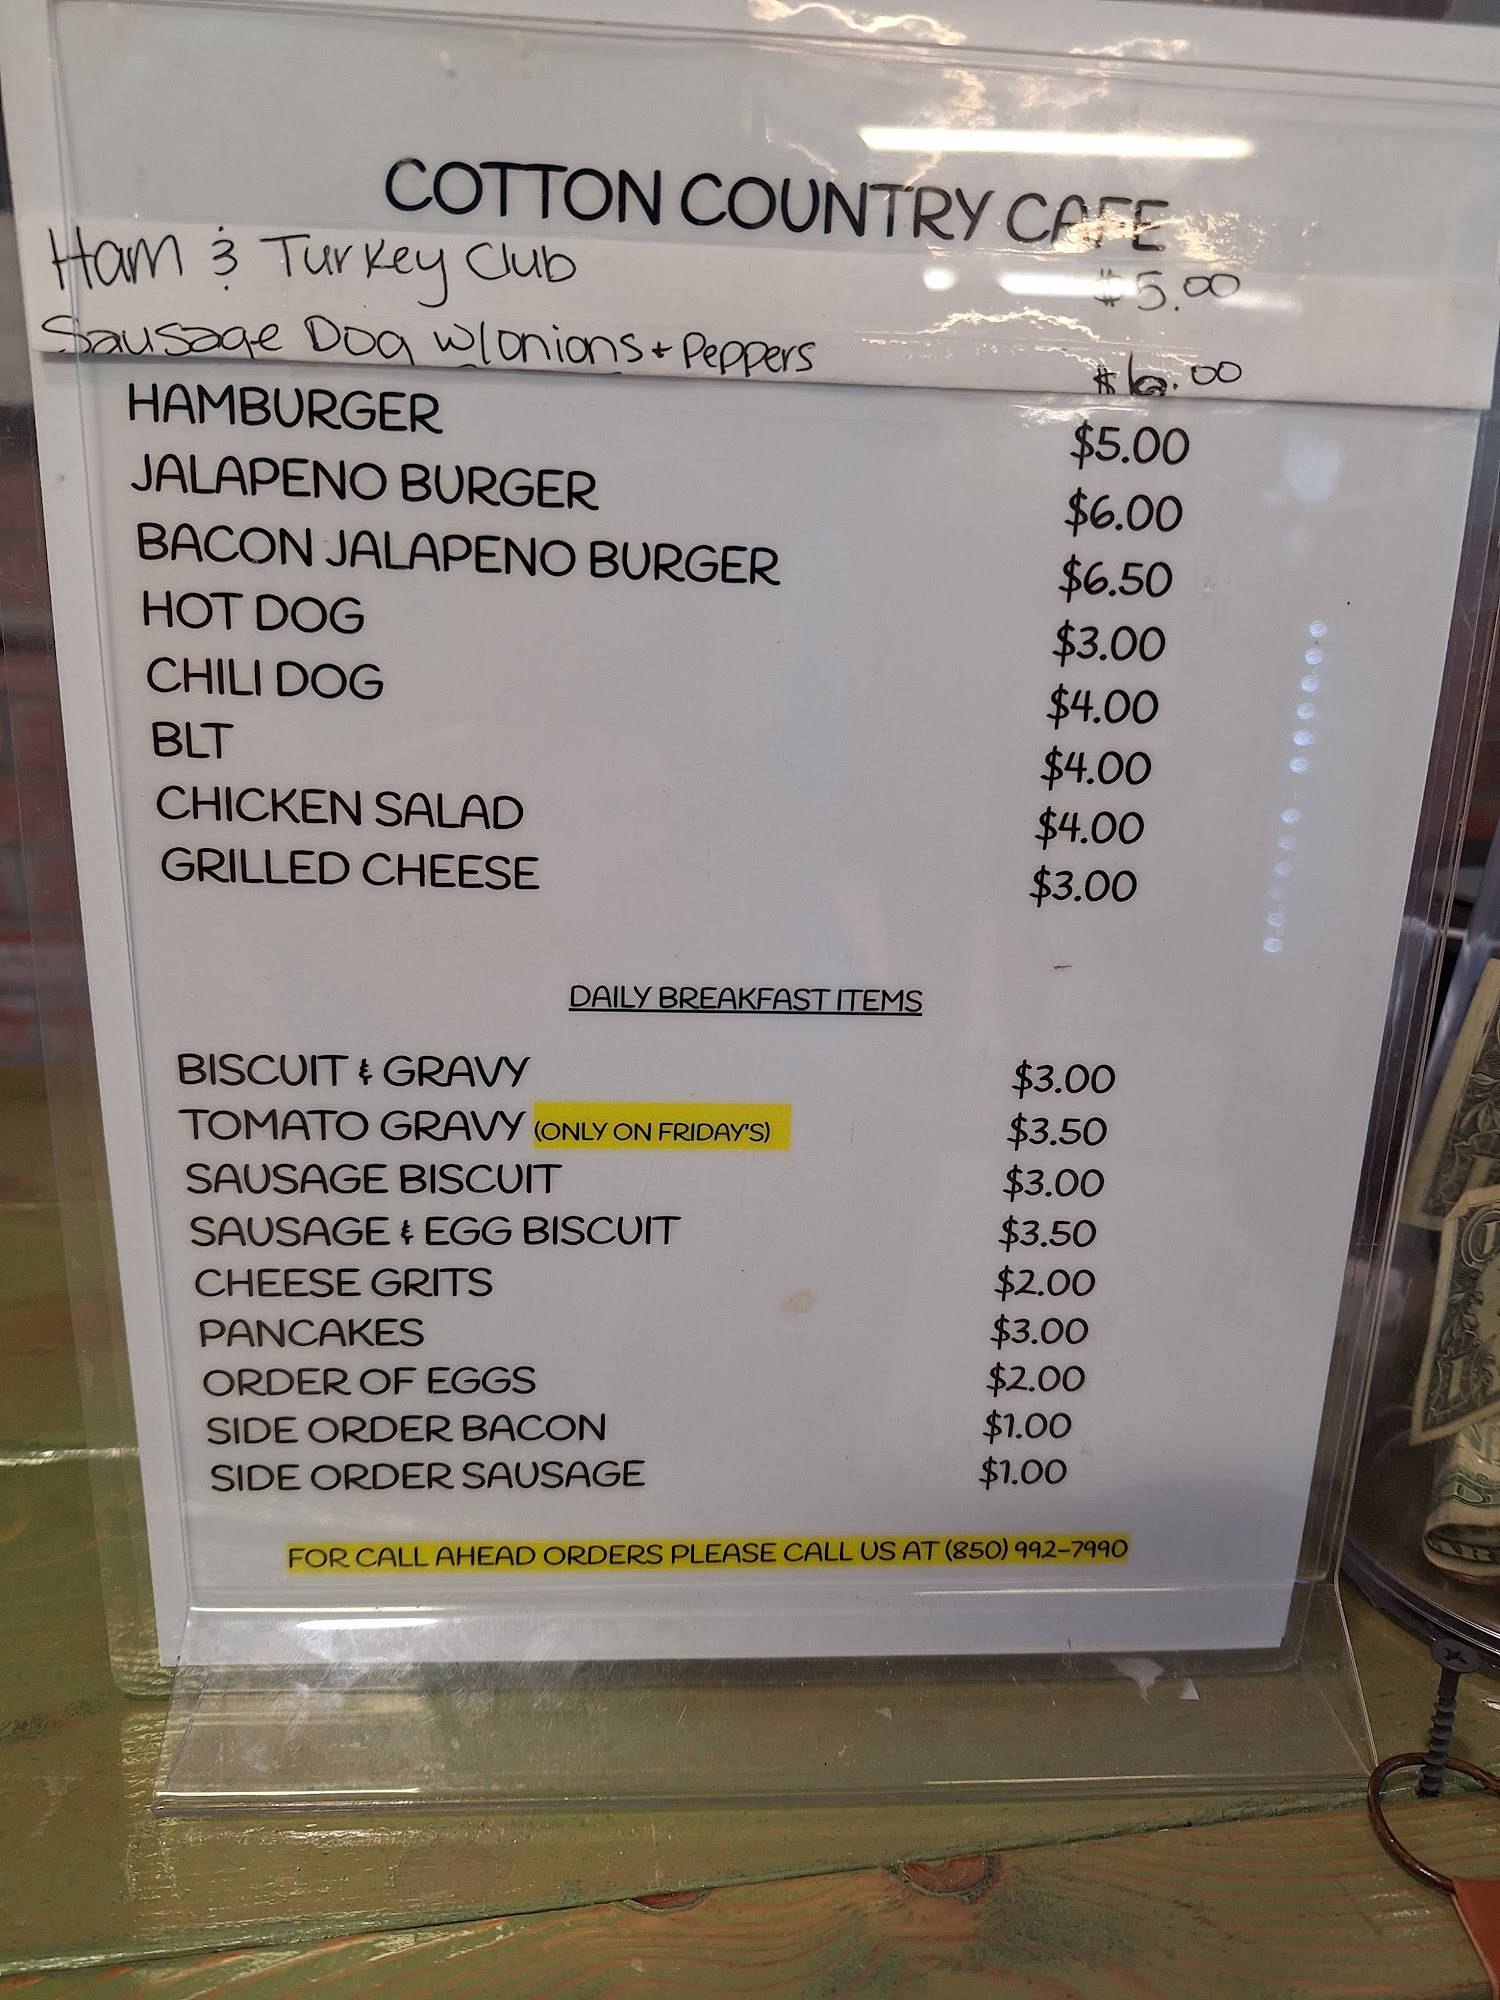 COTTON COUNTRY CAFE
Ham & Turkey Club $5.00
Sausage Dog w/onions + Peppers $6.00
HAMBURGER $5.00
JALAPENO BURGER $6.00
BACON JALAPENO BURGER $6.50
HOT DOG $3.00
CHILI DOG $4.00
BLT $4.00
CHICKEN SALAD $4.00
GRILLED CHEESE $3.00
DAILY BREAKFAST ITEMS
BISCUIT & GRAVY $3.00
TOMATO GRAVY (ONLY ON FRIDAY'S) $3.50
SAUSAGE BISCUIT $3.00
SAUSAGE & EGG BISCUIT $3.50
CHEESE GRITS $2.00
PANCAKES $3.00
ORDER OF EGGS $2.00
SIDE ORDER BACON $1.00
SIDE ORDER SAUSAGE $1.00
FOR CALL AHEAD ORDERS PLEASE CALL US AT (850) 992-7990